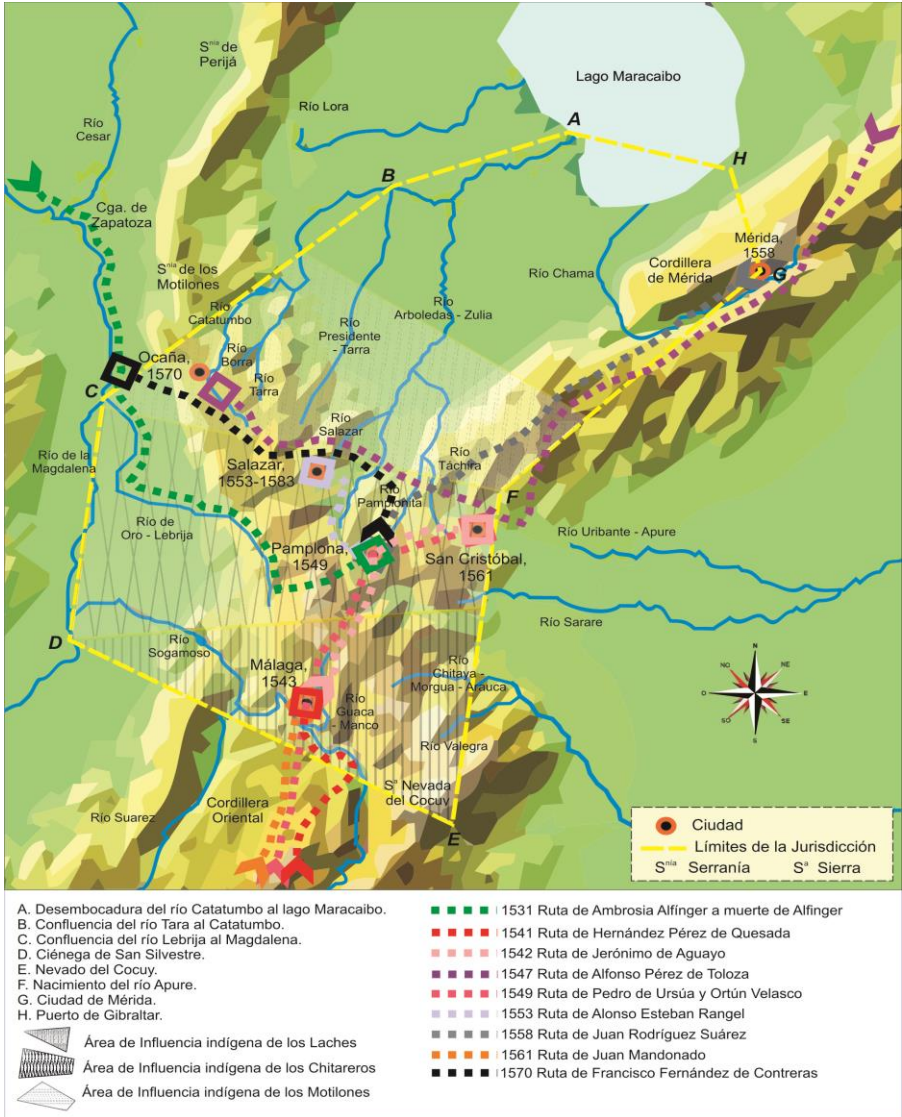 Snía de
Perijá
Lago Maracaibo
Río Lora
Río
Cesar
A
B
H
Cga. de
Zapatoza
Mérida,
1558
Cordillera
de Mérida
G
Río Chama
Snía de los
Motilones
Río
Catatumbo
Río
Presidente
- Tarra
Río
Arboledas - Zulia
Ocaña,
1570
Río
Borra
Río
Tarra
C
Río
Salazar
Río de la
Magdalena
Salazar,
1553-1583
Río
Táchira
Río
Pamplonita
F
Río de
Oro - Lebrija
Pamplona,
1549
San Cristóbal,
1561
Río Uribante - Apure
Río Sarare
D
Río
Sogamoso
Málaga,
1543
Río
Chitaya -
Morgua - Arauca
Río
Guaca
- Manco
Río Valegra
N
NO
NE
O
E
SO
SE
S
Sa Nevada
del Cocuy
Cordillera
Oriental
Río Suarez
E
Ciudad
Límites de la Jurisdicción
Snía Serranía
Sa Sierra
A. Desembocadura del río Catatumbo al lago Maracaibo.
B. Confluencia del río Tara al Catatumbo.
C. Confluencia del río Lebrija al Magdalena.
D. Ciénega de San Silvestre.
E. Nevado del Cocuy.
F. Nacimiento del río Apure.
G. Ciudad de Mérida.
H. Puerto de Gibraltar.
Área de Influencia indígena de los Laches
Área de Influencia indígena de los Chitareros
Área de Influencia indígena de los Motilones
1531 Ruta de Ambrosia Alfínger a muerte de Alfinger
1541 Ruta de Hernández Pérez de Quesada
1542 Ruta de Jerónimo de Aguayo
1547 Ruta de Alfonso Pérez de Toloza
1549 Ruta de Pedro de Ursúa y Ortún Velasco
1553 Ruta de Alonso Esteban Rangel
1558 Ruta de Juan Rodríguez Suárez
1561 Ruta de Juan Mandonado
1570 Ruta de Francisco Fernández de Contreras